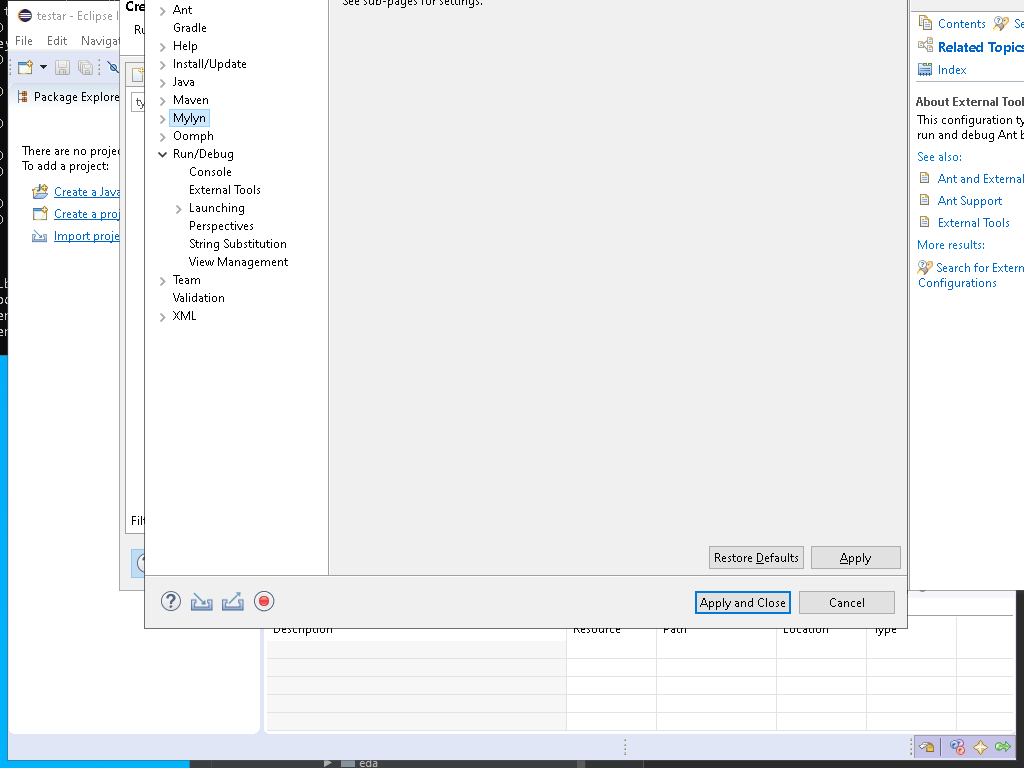 testar - Eclipse I
File Edit Navigat
Package Explore
There are no projec
To add a project:
Create a Java
Create a proj
Import proje
Cre
Ru
ty
Filt
Ant
Gradle
Help
Install/Update
Java
Maven
Mylyn
Oomph
Run/Debug
Console
External Tools
Launching
Perspectives
String Substitution
View Management
Team
Validation
XML
See sub-pages for settings.
Restore Defaults
Apply
Apply and Close
Cancel
Contents
Se
Related Topics
Index
About External Tool
This configuration ty
run and debug Ant b
See also:
Ant and External
Ant Support
External Tools
More results:
Search for Extern
Configurations
Description Resource Path Location Type
eda